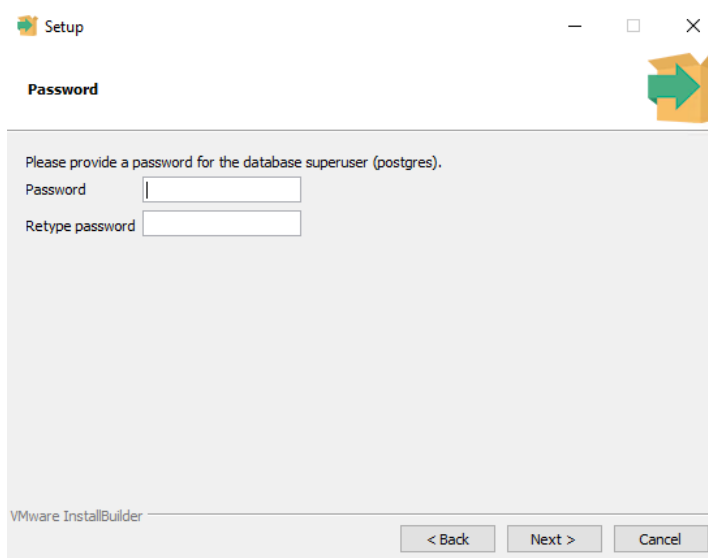 Setup
Password
Please provide a password for the database superuser (postgres).
Password
Retype password
VMware InstallBuilder
< Back
Next >
Cancel